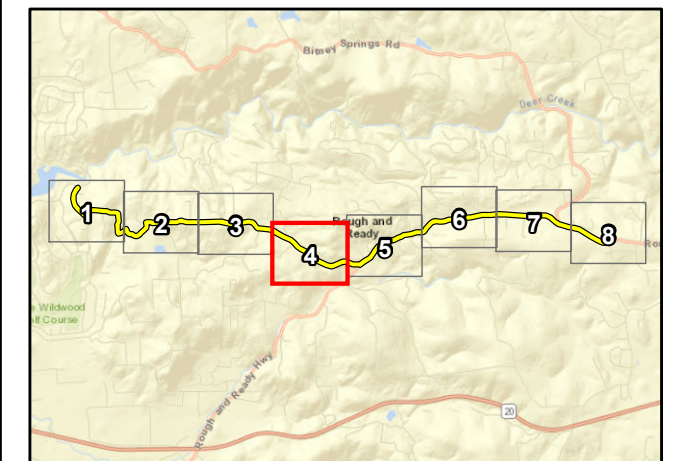 Bitney Springs Rd
Deer Creek
1
2
3
4
5
6
7
8
Rough and
Ready
Wildwood
Golf Course
Rough and Ready Hwy
20